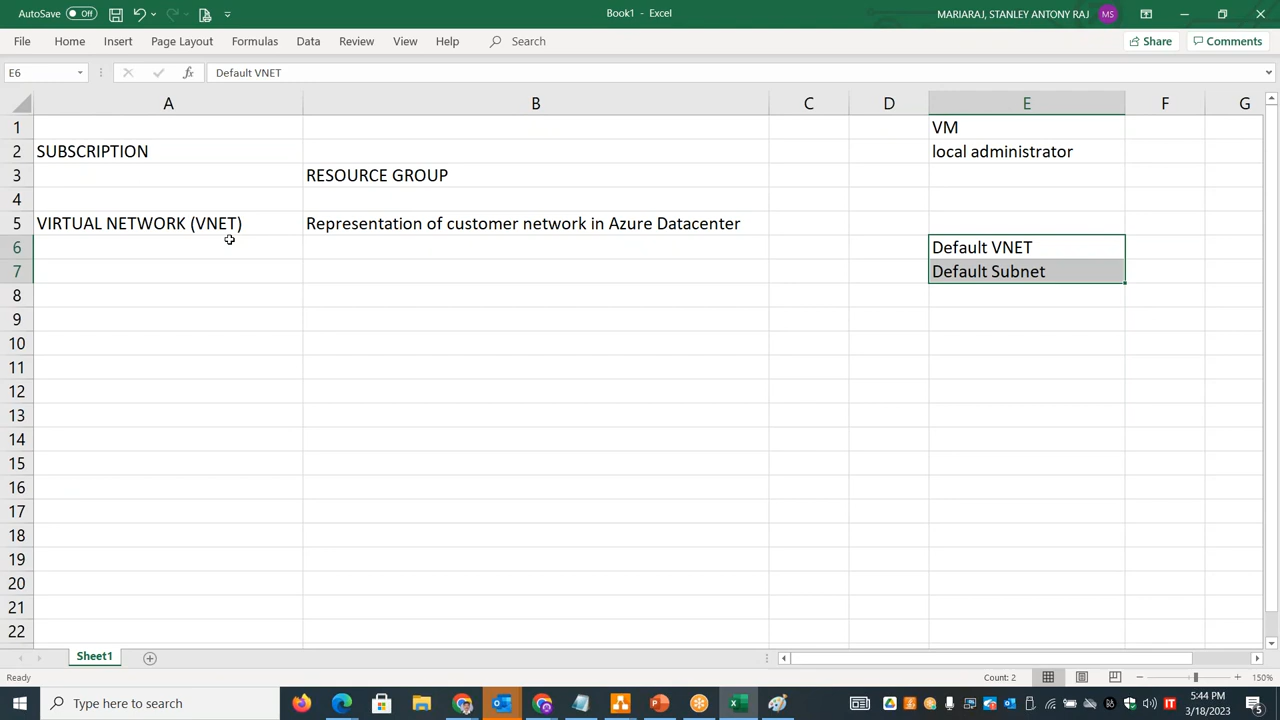 AutoSave Off
Book1 - Excel
MARIARAJ, STANLEY ANTONY RAJ MS
File Home Insert Page Layout Formulas Data Review View Help Search Share Comments
E6 fx Default VNET
A B C D E F G
1 VM
2 SUBSCRIPTION local administrator
3 RESOURCE GROUP
4
5 VIRTUAL NETWORK (VNET) Representation of customer network in Azure Datacenter
6 Default VNET
7 Default Subnet
8
9
10
11
12
13
14
15
16
17
18
19
20
21
22
Sheet1
Ready Count: 2 150%
Type here to search
5:44 PM
3/18/2023
5